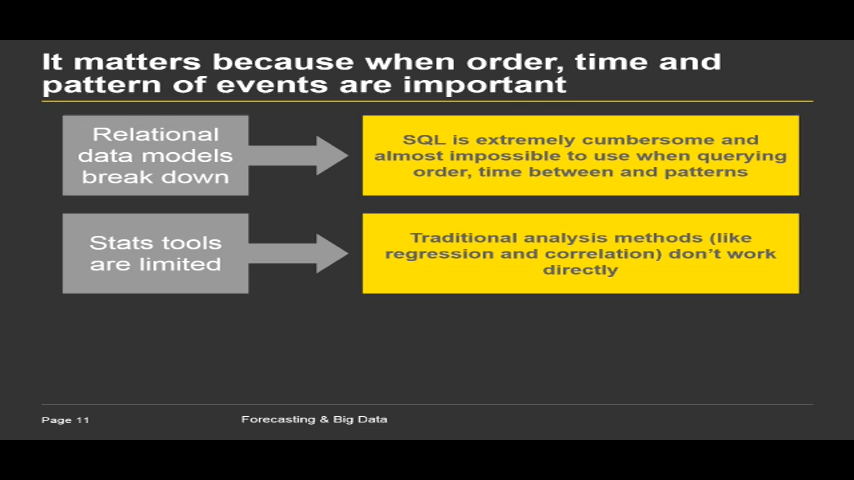 It matters because when order, time and
pattern of events are important
Relational
data models
break down
SQL is extremely cumbersome and
almost impossible to use when querying
order, time between and patterns
Stats tools
are limited
Traditional analysis methods (like
regression and correlation) don't work
directly
Page 11
Forecasting & Big Data